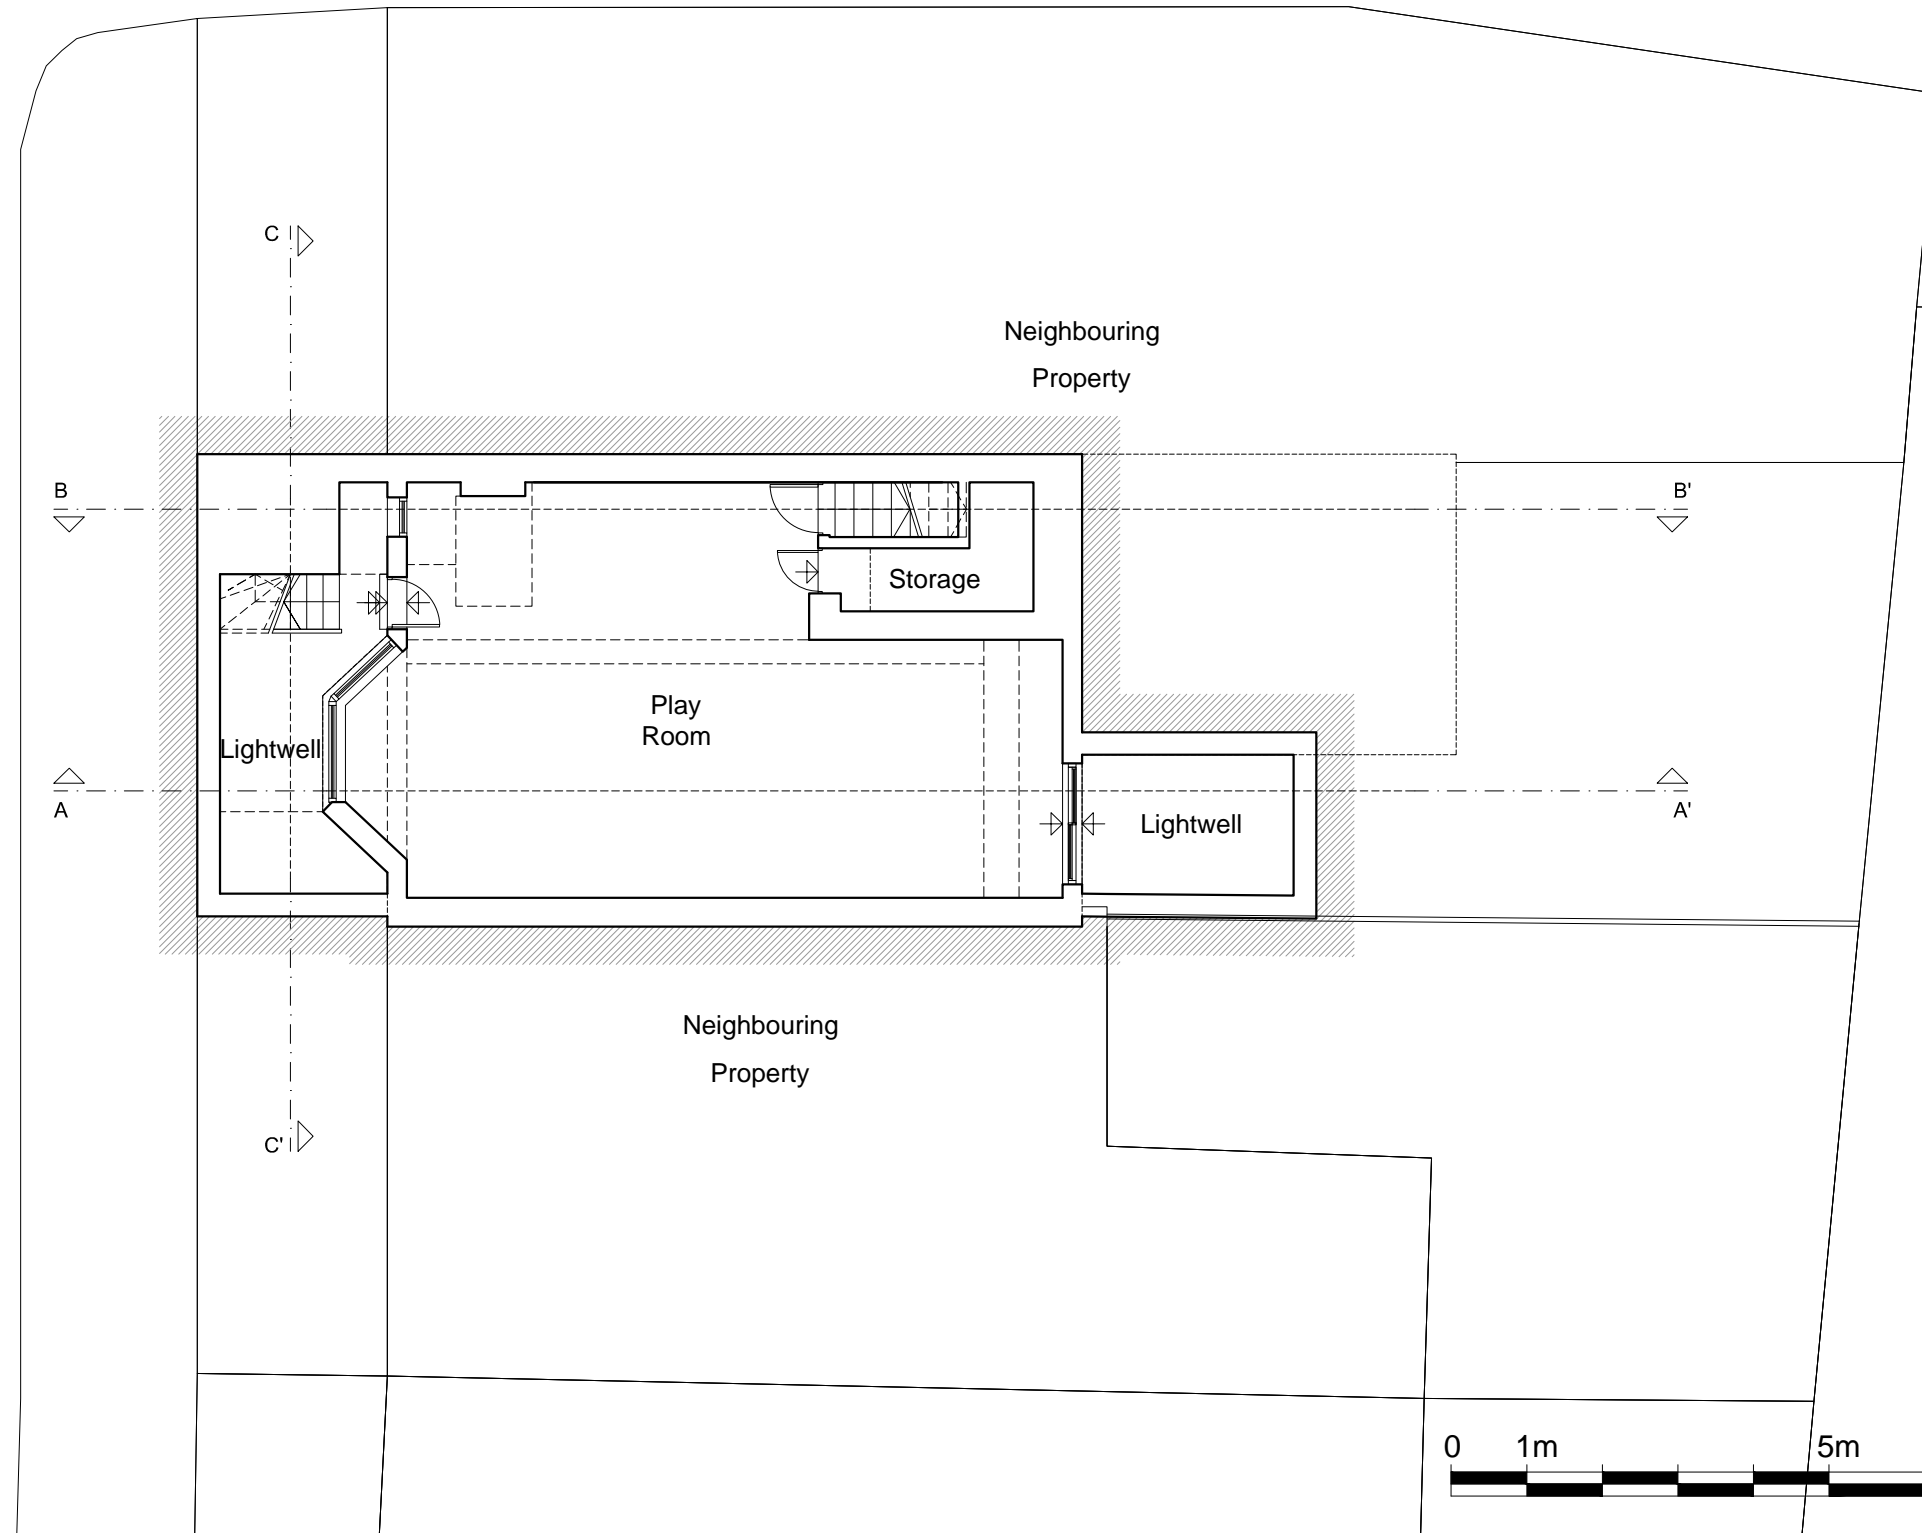 C
Neighbouring
Property
B
B'
Storage
Play
Room
Lightwell
A
A'
Lightwell
Neighbouring
Property
C'
0 1m 5m